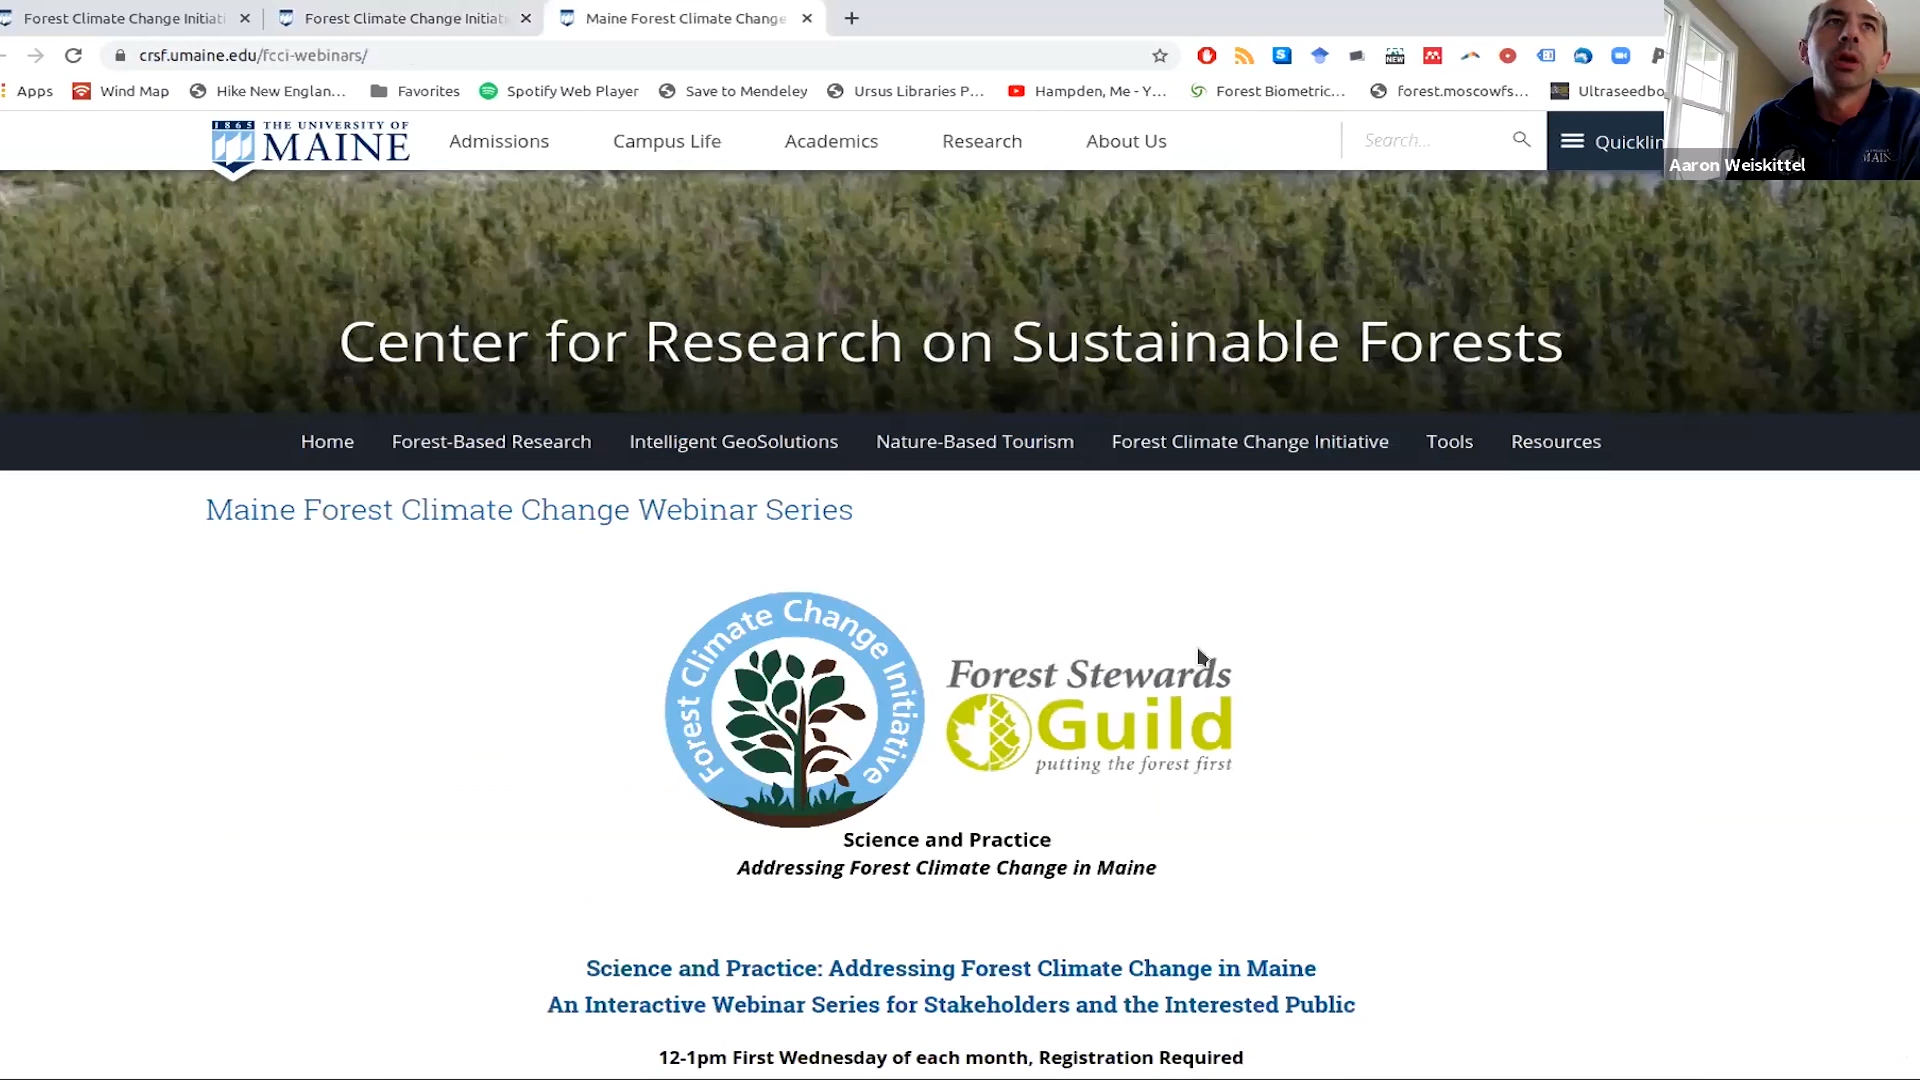 Forest Climate Change Initiati
Forest Climate Change Initiati
Maine Forest Climate Change
crsf.umaine.edu/fcci-webinars/
NEW
Apps
Wind Map
Hike New Englan...
Favorites
Spotify Web Player
Save to Mendeley
Ursus Libraries P...
Hampden, Me - Y...
Forest Biometric...
forest.moscowfs...
Ultraseedbo
1865 THE UNIVERSITY OF
MAINE
Admissions
Campus Life
Academics
Research
About Us
Search...
Quicklin
Aaron Weiskittel
Center for Research on Sustainable Forests
Home
Forest-Based Research
Intelligent GeoSolutions
Nature-Based Tourism
Forest Climate Change Initiative
Tools
Resources
Maine Forest Climate Change Webinar Series
Forest Climate Change Initiative
Forest Stewards
Guild
putting the forest first
Science and Practice
Addressing Forest Climate Change in Maine
Science and Practice: Addressing Forest Climate Change in Maine
An Interactive Webinar Series for Stakeholders and the Interested Public
12-1pm First Wednesday of each month, Registration Required